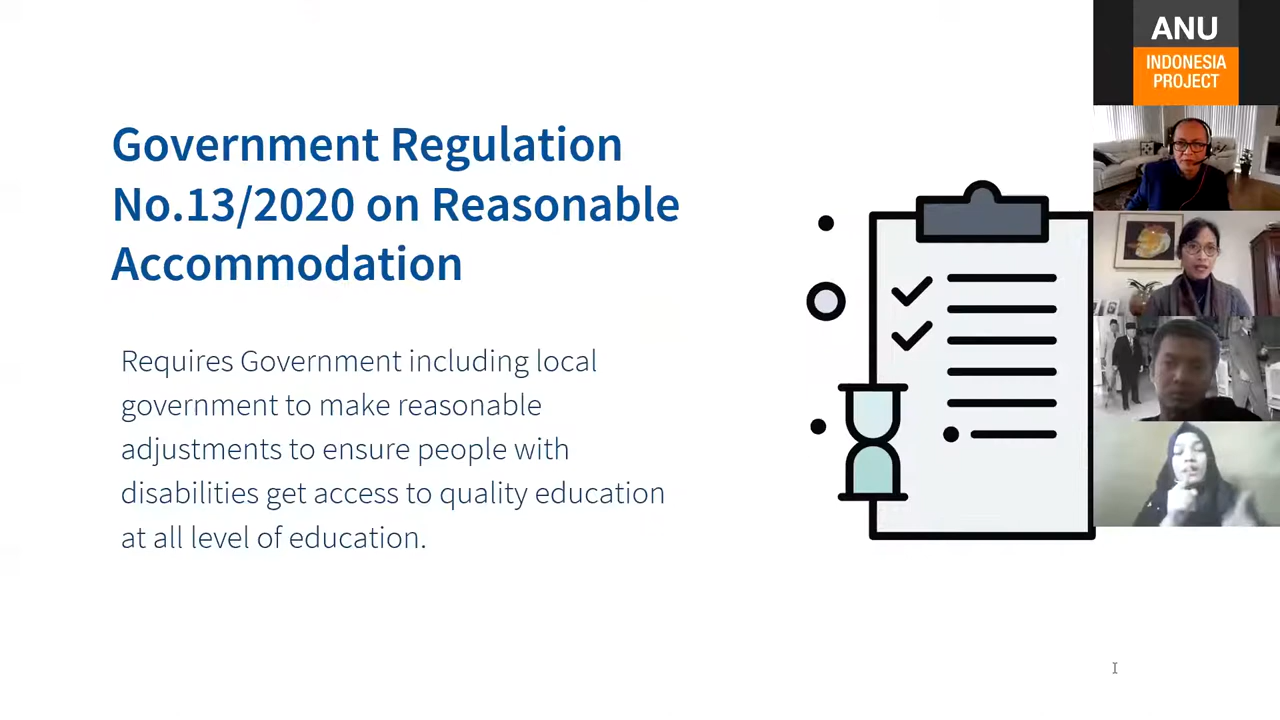 Government Regulation
No.13/2020 on Reasonable
Accommodation
Requires Government including local
government to make reasonable
adjustments to ensure people with
disabilities get access to quality education
at all level of education.
ANU
INDONESIA
PROJECT